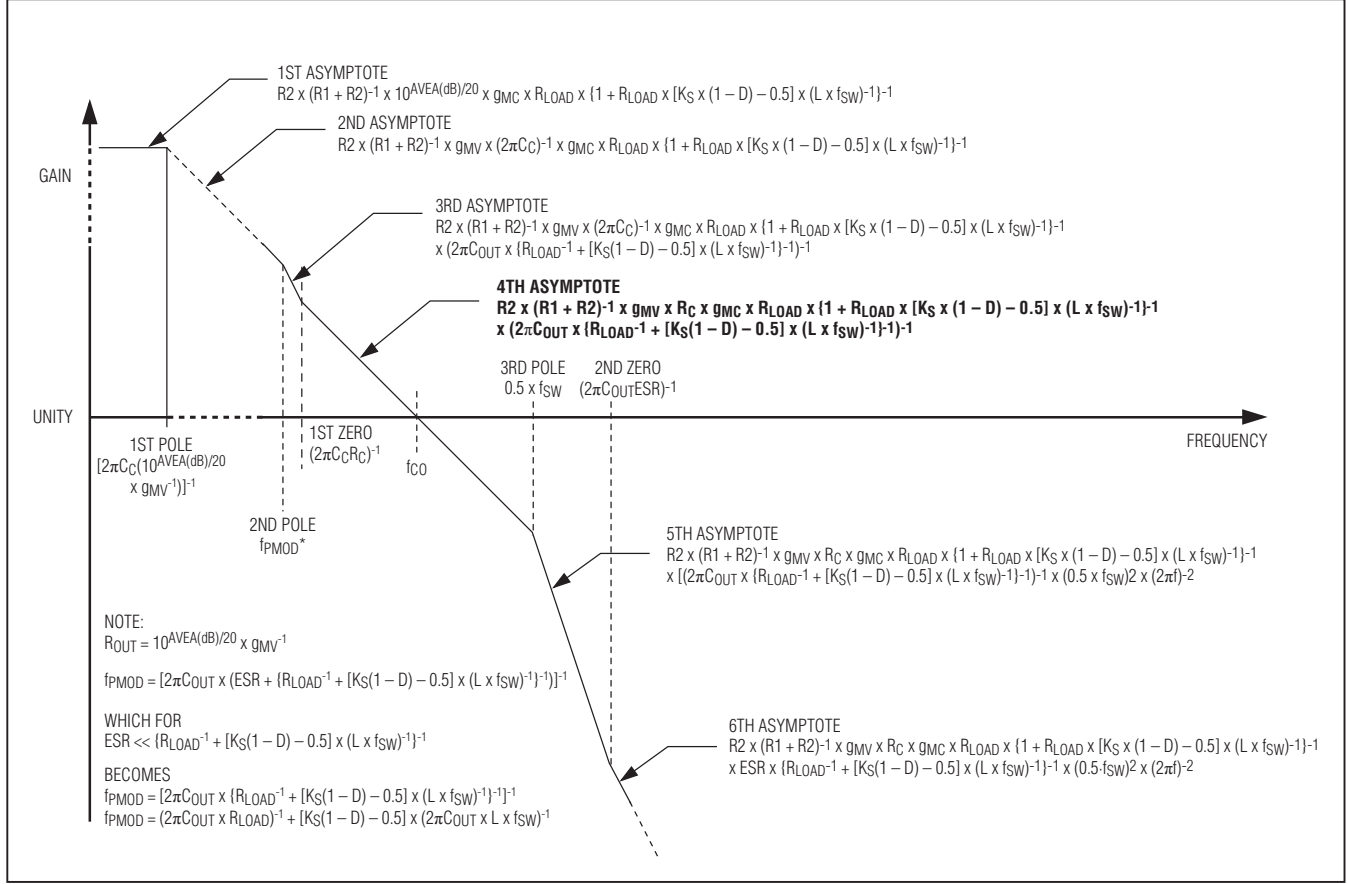 1ST ASYMPTOTE
R2 x (R1 + R2)-1 x 10AVEA(dB)/20 x gMC x RLOAD x {1 + RLOAD x [KS x (1 – D) – 0.5] x (L x fSW)-1}-1
2ND ASYMPTOTE
R2 x (R1 + R2)-1 x gMV x (2πCC)-1 x gMC x RLOAD x {1 + RLOAD x [KS x (1 – D) – 0.5] x (L x fSW)-1}-1
GAIN
3RD ASYMPTOTE
R2 x (R1 + R2)-1 x gMV x (2πCC)-1 x gMC x RLOAD x {1 + RLOAD x [KS x (1 – D) – 0.5] x (L x fSW)-1}-1
x (2πCOUT x {RLOAD-1 + [KS(1 – D) – 0.5] x (L x fSW)-1}-1)-1
4TH ASYMPTOTE
R2 x (R1 + R2)-1 x gMV x RC x gMC x RLOAD x {1 + RLOAD x [KS x (1 – D) – 0.5] x (L x fSW)-1}-1
x (2πCOUT x {RLOAD-1 + [KS(1 – D) – 0.5] x (L x fSW)-1}-1)-1
3RD POLE
0.5 x fSW
2ND ZERO
(2πCOUTESR)-1
UNITY
FREQUENCY
1ST POLE
[2πCC(10AVEA(dB)/20
x gMV-1)]-1
1ST ZERO
(2πCCRC)-1
fCO
2ND POLE
fPMOD*
5TH ASYMPTOTE
R2 x (R1 + R2)-1 x gMV x RC x gMC x RLOAD x {1 + RLOAD x [KS x (1 – D) – 0.5] x (L x fSW)-1}-1
x [(2πCOUT x {RLOAD-1 + [KS(1 – D) – 0.5] x (L x fSW)-1}-1)-1 x (0.5 x fSW)2 x (2πf)-2
NOTE:
ROUT = 10AVEA(dB)/20 x gMV-1
fPMOD = [2πCOUT x (ESR + {RLOAD-1 + [KS(1 – D) – 0.5] x (L x fSW)-1}-1)]-1
WHICH FOR
ESR << {RLOAD-1 + [KS(1 – D) – 0.5] x (L x fSW)-1}-1
BECOMES
fPMOD = [2πCOUT x {RLOAD-1 + [KS(1 – D) – 0.5] x (L x fSW)-1}-1]-1
fPMOD = (2πCOUT x RLOAD)-1 + [KS(1 – D) – 0.5] x (2πCOUT x L x fSW)-1
6TH ASYMPTOTE
R2 x (R1 + R2)-1 x gMV x RC x gMC x RLOAD x {1 + RLOAD x [KS x (1 – D) – 0.5] x (L x fSW)-1}-1
x ESR x {RLOAD-1 + [KS(1 – D) – 0.5] x (L x fSW)-1}-1 x (0.5·fSW)2 x (2πf)-2